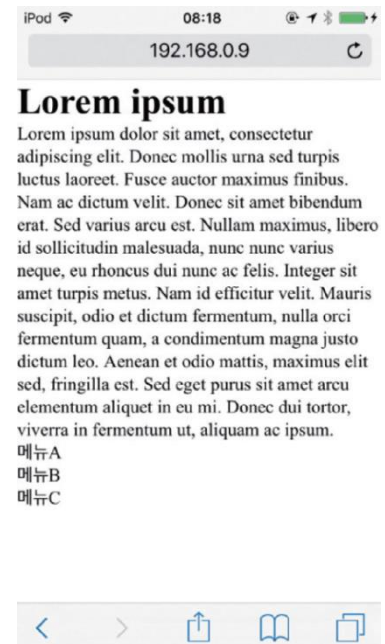 iPod 08:18
192.168.0.9
Lorem ipsum
Lorem ipsum dolor sit amet, consectetur
adipiscing elit. Donec mollis urna sed turpis
luctus laoreet. Fusce auctor maximus finibus.
Nam ac dictum velit. Donec sit amet bibendum
erat. Sed varius arcu est. Nullam maximus, libero
id sollicitudin malesuada, nunc nunc varius
neque, eu rhoncus dui nunc ac felis. Integer sit
amet turpis metus. Nam id efficitur velit. Mauris
suscipit, odio et dictum fermentum, nulla orci
fermentum quam, a condimentum magna justo
dictum leo. Aenean et odio mattis, maximus elit
sed, fringilla est. Sed eget purus sit amet arcu
elementum aliquet in eu mi. Donec dui tortor,
viverra in fermentum ut, aliquam ac ipsum.
메뉴A
메뉴B
메뉴C